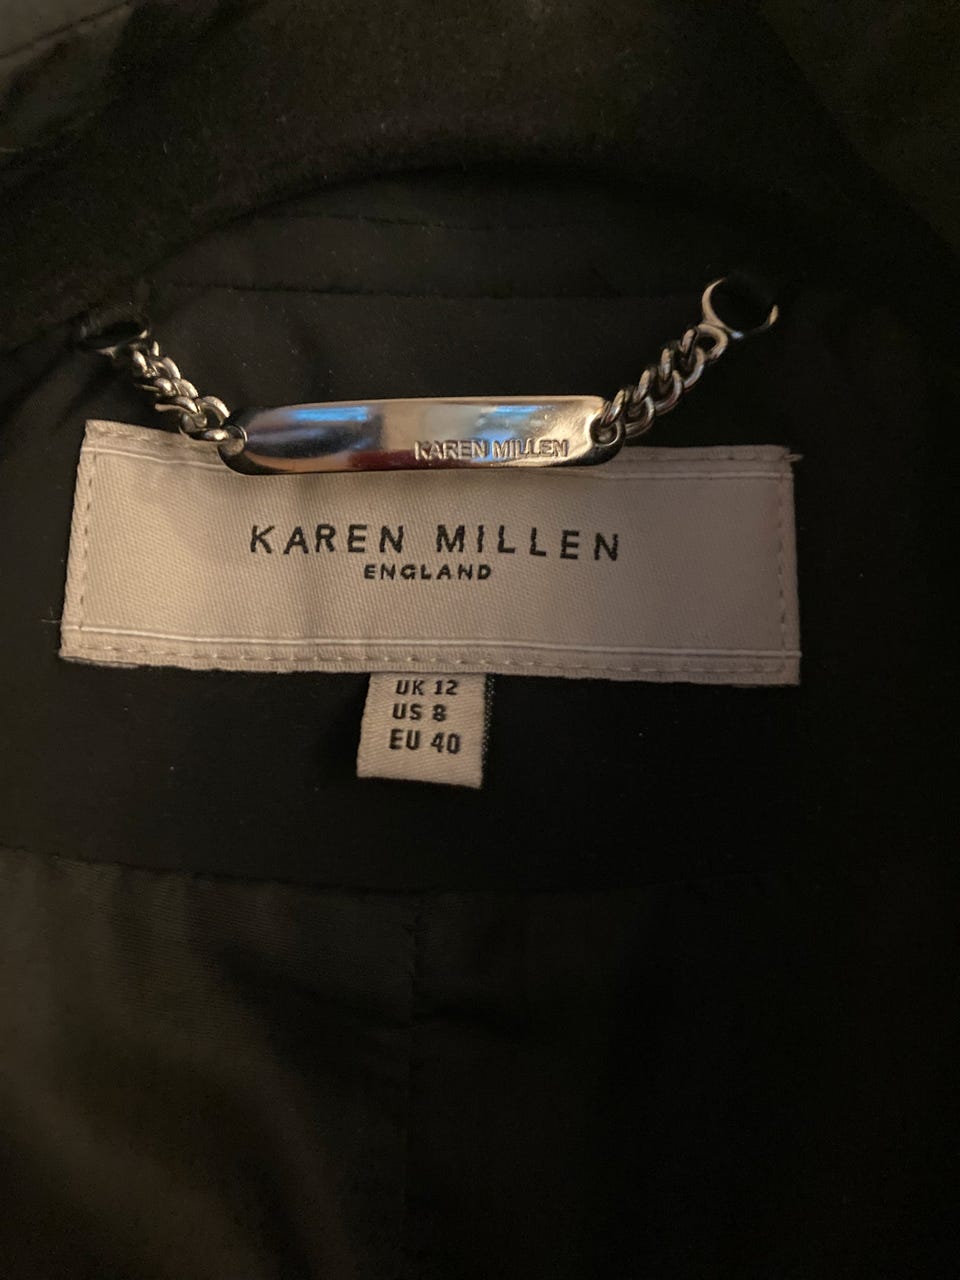 KAREN MILLEN
KAREN MILLEN
ENGLAND
UK 12
US 8
EU 40